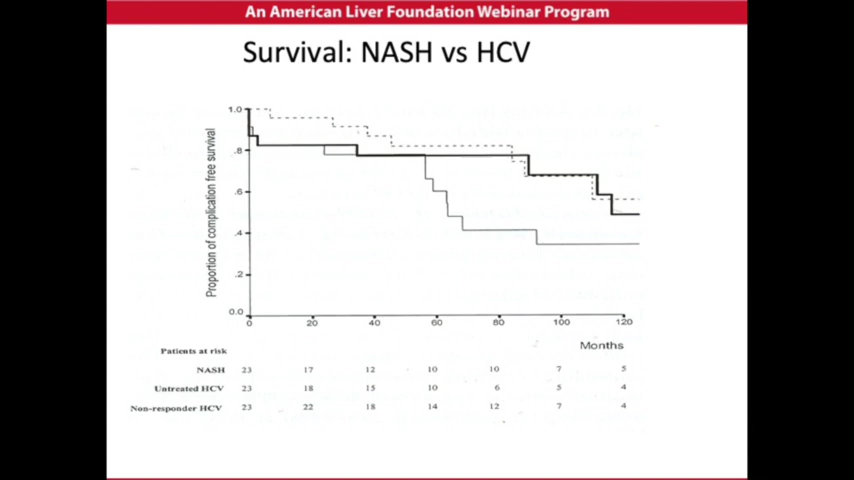 An American Liver Foundation Webinar Program
Survival: NASH vs HCV
Proportion of complication free survival
1.0
.8
.6
.4
.2
0.0
0 20 40 60 80 100 120
Months
Patients at risk
NASH 23 17 12 10 10 7 5
Untreated HCV 23 18 15 10 6 5 4
Non-responder HCV 23 22 18 14 12 7 4